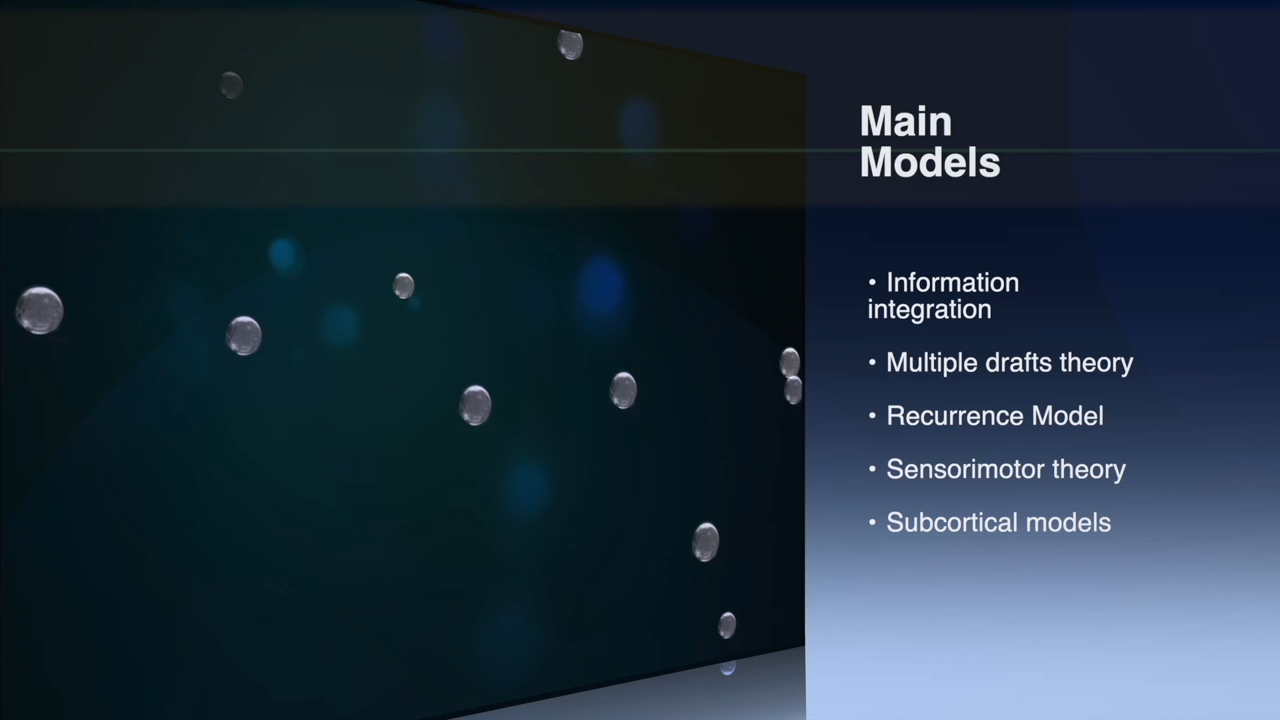 Main
Models
• Information
integration
• Multiple drafts theory
• Recurrence Model
• Sensorimotor theory
• Subcortical models